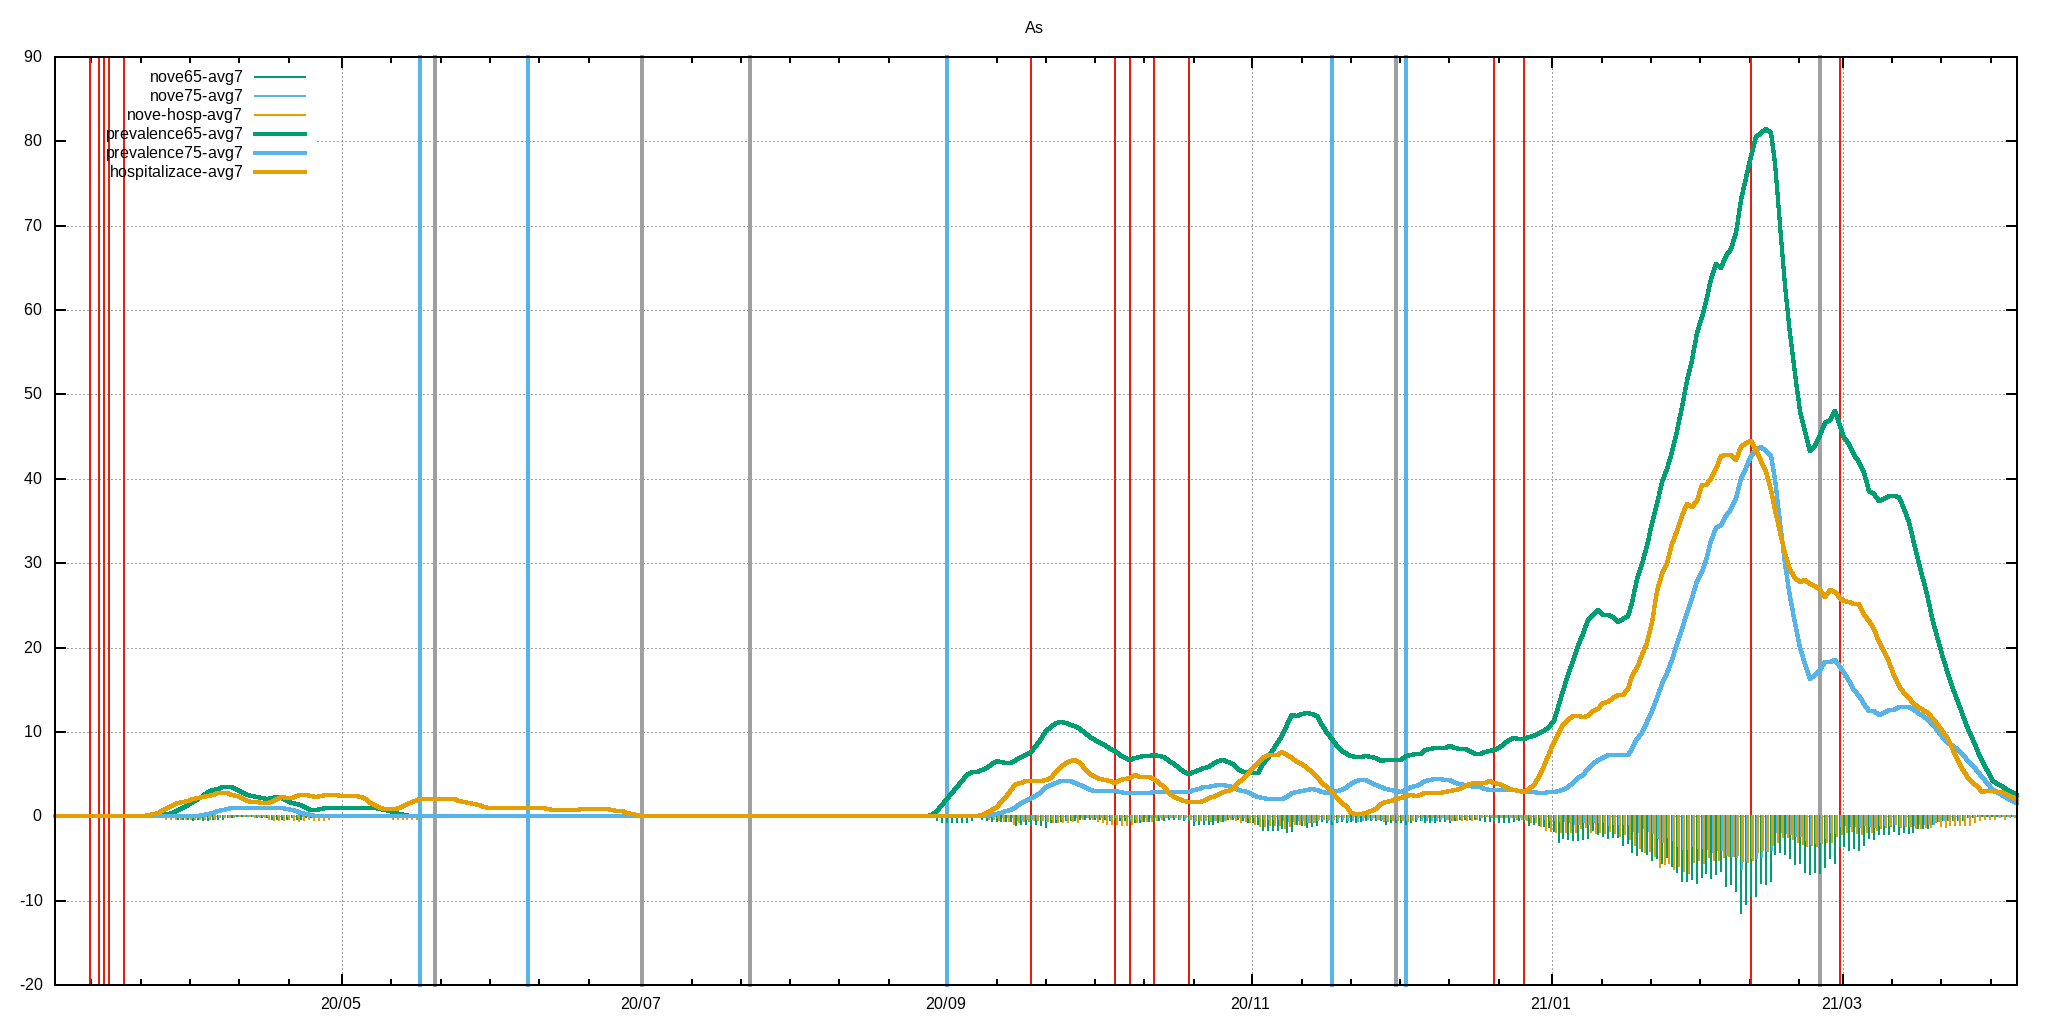 As
90
nove65-avg7
nove75-avg7
nove-hosp-avg7
prevalence65-avg7
80
prevalence75-avg7
hospitalizace-avg7
70
60
50
40
30
20
10
0
-10
-20
20/05 20/07 20/09 20/11 21/01 21/03